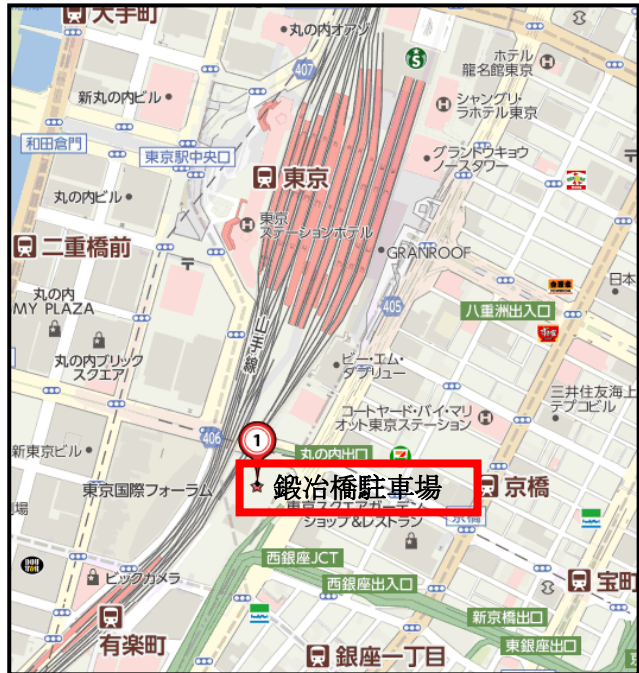 大手町
丸の内オアゾ
407
ホテル
龍名館東京
新丸の内ビル
シャングリ・
ラホテル東京
和田倉門
東京駅中央口
グランドウキョウ
ノースタワー
東京
丸の内ビル
東京
ステーションホテル
二重橋前
GRANROOF
日本
丸の内
MY PLAZA
405
八重洲出入口
山手線
丸の内ブリック
スクエア
ビー・エム・
ダブリュー
三井住友海上
テプコビル
コートヤード・バイ・マリ
オット東京ステーション
406
1
丸の内出口
新東京ビル
鍛冶橋駐車場
京橋
東京国際フォーラム
東京スクエアガーデン
ショップ&レストラン
京橋
場
西銀座JCT
ビックカメラ
西銀座出入口
宝町
新京橋出口
有楽町
東銀座出口
銀座一丁目